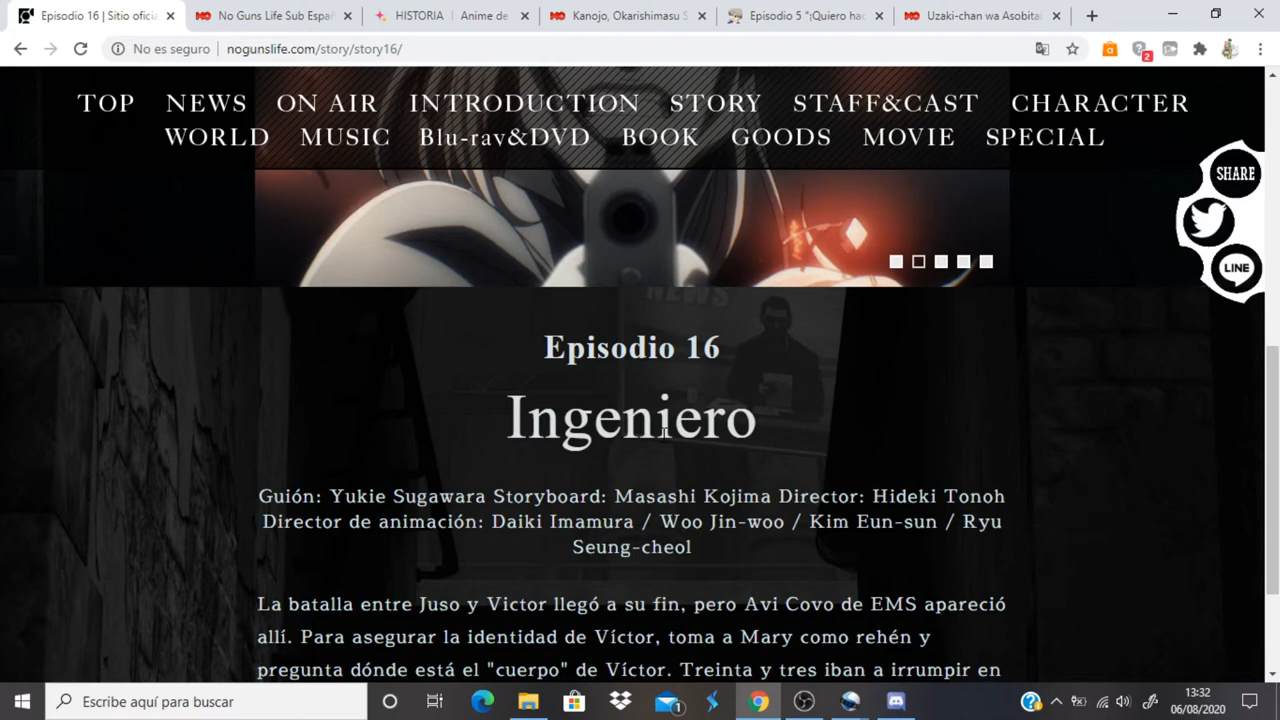 Episodio 16 | Sitio oficia
No Guns Life Sub Espa
HISTORIA | Anime de
Kanojo, Okarishimasu S
Episodio 5 "¡Quiero hac
Uzaki-chan wa Asobita
No es seguro
nogunslife.com/story/story16/
2
TOP NEWS ON AIR INTRODUCTION STORY STAFF&CAST CHARACTER
WORLD MUSIC Blu-ray&DVD BOOK GOODS MOVIE SPECIAL
SHARE
LINE
NEWS
Episodio 16
Ingeniero
Guión: Yukie Sugawara Storyboard: Masashi Kojima Director: Hideki Tonoh
Director de animación: Daiki Imamura / Woo Jin-woo / Kim Eun-sun / Ryu
Seung-cheol
La batalla entre Juso y Victor llegó a su fin, pero Avi Covo de EMS apareció
allí. Para asegurar la identidad de Víctor, toma a Mary como rehén y
pregunta dónde está el "cuerpo" de Víctor. Treinta y tres iban a irrumpir en
Escribe aquí para buscar
1
13:32
06/08/2020